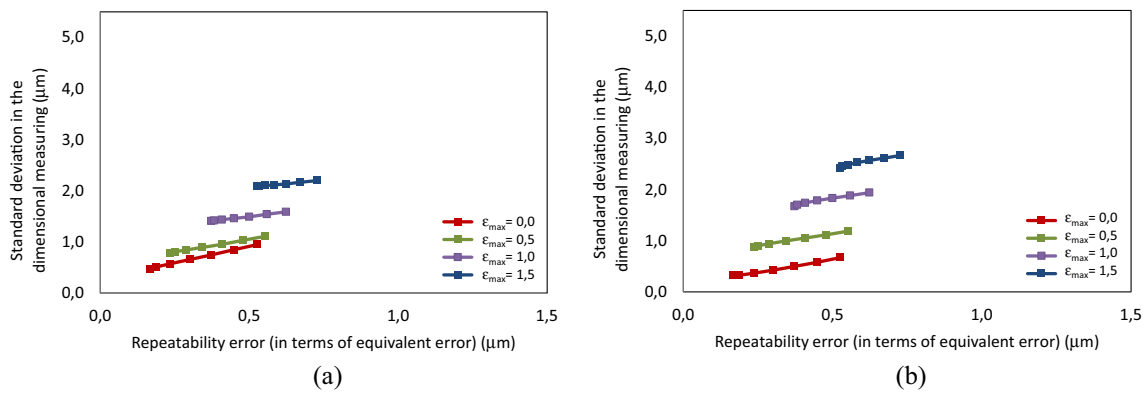 Standard deviation in the
dimensional measuring (μm)
5,0
4,0
3,0
2,0
1,0
0,0
0,0
0,5
1,0
1,5
Repeatability error (in terms of equivalent error) (μm)
εmax= 0,0
εmax= 0,5
εmax= 1,0
εmax= 1,5
(a)
Standard deviation in the
dimensional measuring (μm)
5,0
4,0
3,0
2,0
1,0
0,0
0,0
0,5
1,0
1,5
Repeatability error (in terms of equivalent error) (μm)
εmax= 0,0
εmax= 0,5
εmax= 1,0
εmax= 1,5
(b)